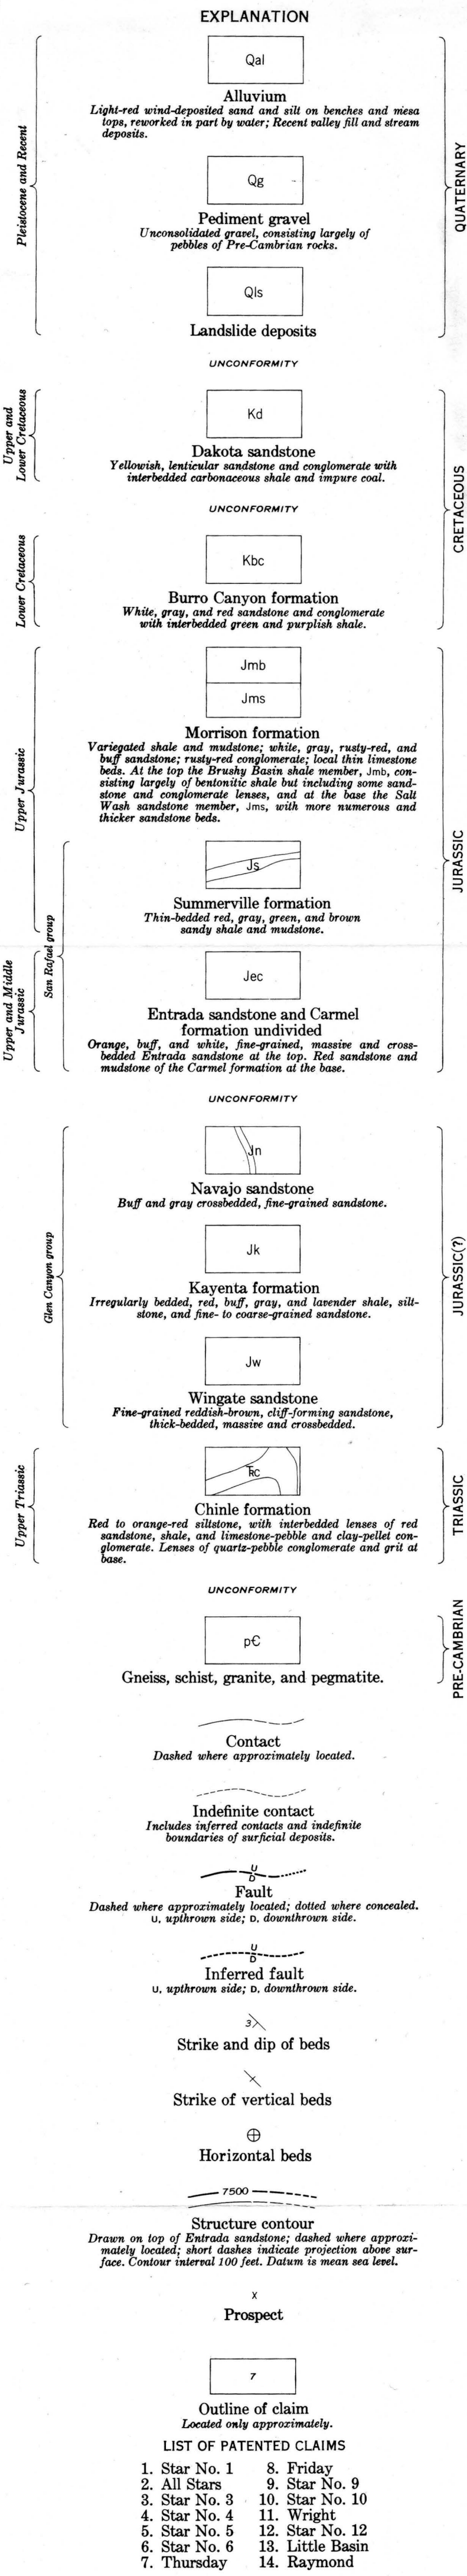 EXPLANATION
Pleistocene and Recent
QUATERNARY
Qal
Alluvium
Light-red wind-deposited sand and silt on benches and mesa
tops, reworked in part by water; Recent valley fill and stream
deposits.
Qg
Pediment gravel
Unconsolidated gravel, consisting largely of
pebbles of Pre-Cambrian rocks.
Qls
Landslide deposits
UNCONFORMITY
Upper and
Lower Cretaceous
CRETACEOUS
Kd
Dakota sandstone
Yellowish, lenticular sandstone and conglomerate with
interbedded carbonaceous shale and impure coal.
UNCONFORMITY
Lower Cretaceous
Kbc
Burro Canyon formation
White, gray, and red sandstone and conglomerate
with interbedded green and purplish shale.
Upper Jurassic
JURASSIC
Jmb
Jms
Morrison formation
Variegated shale and mudstone; white, gray, rusty-red, and
buff sandstone; rusty-red conglomerate; local thin limestone
beds. At the top the Brushy Basin shale member, Jmb, con-
sisting largely of bentonitic shale but including some sand-
stone and conglomerate lenses, and at the base the Salt
Wash sandstone member, Jms, with more numerous and
thicker sandstone beds.
San Rafael group
Js
Summerville formation
Thin-bedded red, gray, green, and brown
sandy shale and mudstone.
Upper and Middle
Jurassic
Jec
Entrada sandstone and Carmel
formation undivided
Orange, buff, and white, fine-grained, massive and cross-
bedded Entrada sandstone at the top. Red sandstone and
mudstone of the Carmel formation at the base.
UNCONFORMITY
Glen Canyon group
JURASSIC(?)
Jn
Navajo sandstone
Buff and gray crossbedded, fine-grained sandstone.
Jk
Kayenta formation
Irregularly bedded, red, buff, gray, and lavender shale, silt-
stone, and fine- to coarse-grained sandstone.
Jw
Wingate sandstone
Fine-grained reddish-brown, cliff-forming sandstone,
thick-bedded, massive and crossbedded.
Upper Triassic
TRIASSIC
Ꞇc
Chinle formation
Red to orange-red siltstone, with interbedded lenses of red
sandstone, shale, and limestone-pebble and clay-pellet con-
glomerate. Lenses of quartz-pebble conglomerate and grit at
base.
UNCONFORMITY
PRE-CAMBRIAN
p€
Gneiss, schist, granite, and pegmatite.
Contact
Dashed where approximately located.
Indefinite contact
Includes inferred contacts and indefinite
boundaries of surficial deposits.
U
D
Fault
Dashed where approximately located; dotted where concealed.
U, upthrown side; D, downthrown side.
U
D
Inferred fault
U, upthrown side; D, downthrown side.
3
Strike and dip of beds
Strike of vertical beds
Horizontal beds
7500
Structure contour
Drawn on top of Entrada sandstone; dashed where approxi-
mately located; short dashes indicate projection above sur-
face. Contour interval 100 feet. Datum is mean sea level.
x
Prospect
7
Outline of claim
Located only approximately.
LIST OF PATENTED CLAIMS
1. Star No. 1
2. All Stars
3. Star No. 3
4. Star No. 4
5. Star No. 5
6. Star No. 6
7. Thursday
8. Friday
9. Star No. 9
10. Star No. 10
11. Wright
12. Star No. 12
13. Little Basin
14. Raymond